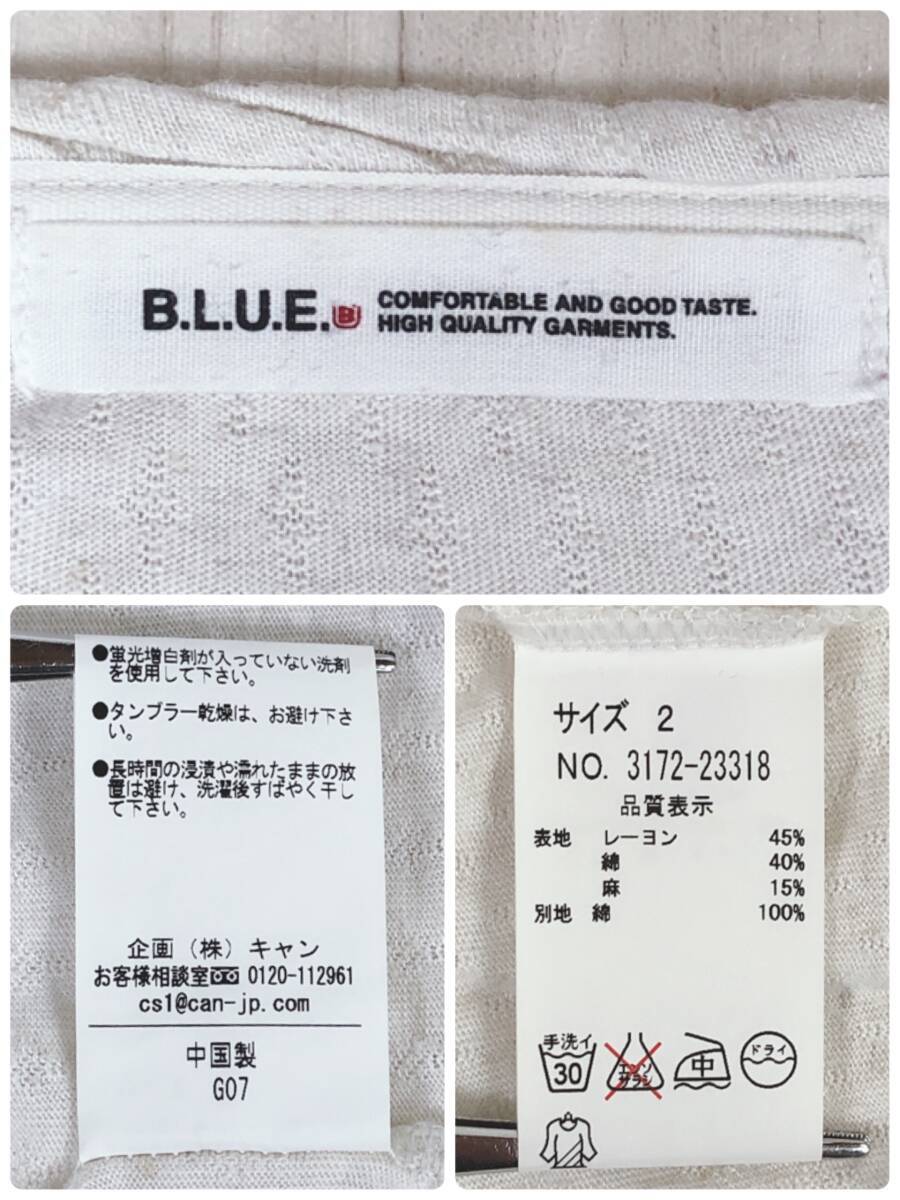 B.L.U.E. B COMFORTABLE AND GOOD TASTE.
HIGH QUALITY GARMENTS.
●蛍光増白剤が入っていない洗剤
を使用して下さい。
●タンブラー乾燥は、お避け下さ
い。
●長時間の浸漬や濡れたままの放
置は避け、洗濯後すばやく干し
て下さい。
企画（株）キャン
お客様相談室 0120-112961
cs1@can-jp.com
中国製
G07
サイズ 2
NO. 3172-23318
品質表示
表地 レーヨン 45%
綿 40%
麻 15%
別地 綿 100%
手洗イ
30
エンソ
サラシ
中
ドライ